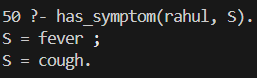 50 ?- has_symptom(rahul, S).
S = fever ;
S = cough.